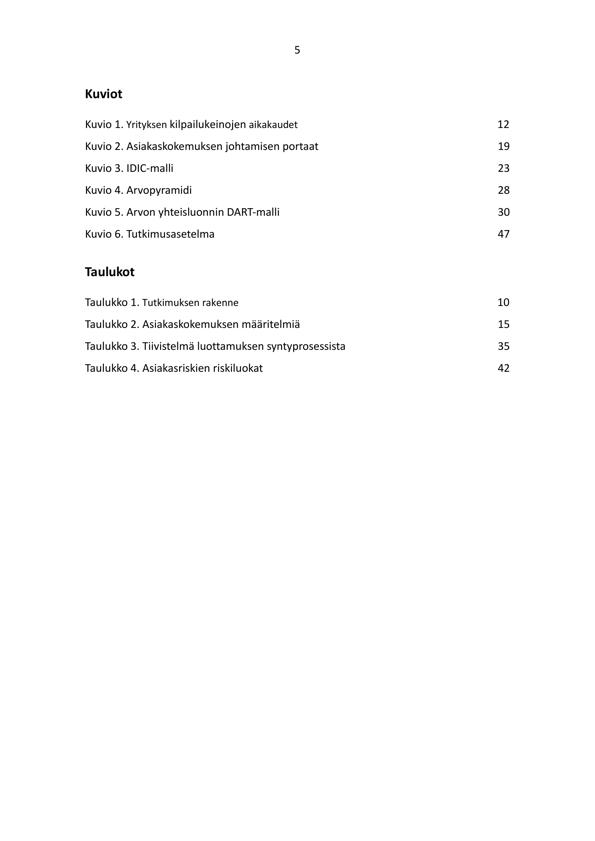 5
Kuviot
Kuvio 1. Yrityksen kilpailukeinojen aikakaudet 12
Kuvio 2. Asiakaskokemuksen johtamisen portaat 19
Kuvio 3. IDIC-malli 23
Kuvio 4. Arvopyramidi 28
Kuvio 5. Arvon yhteisluonnin DART-malli 30
Kuvio 6. Tutkimusasetelma 47
Taulukot
Taulukko 1. Tutkimuksen rakenne 10
Taulukko 2. Asiakaskokemuksen määritelmiä 15
Taulukko 3. Tiivistelmä luottamuksen syntyprosessista 35
Taulukko 4. Asiakasriskien riskiluokat 42